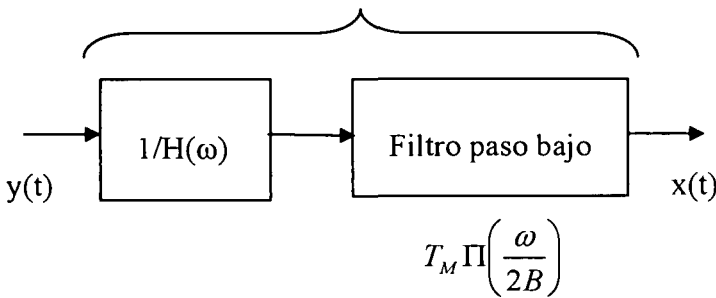 1/H(ω)
Filtro paso bajo
y(t)
x(t)
T_M Π(ω/2B)